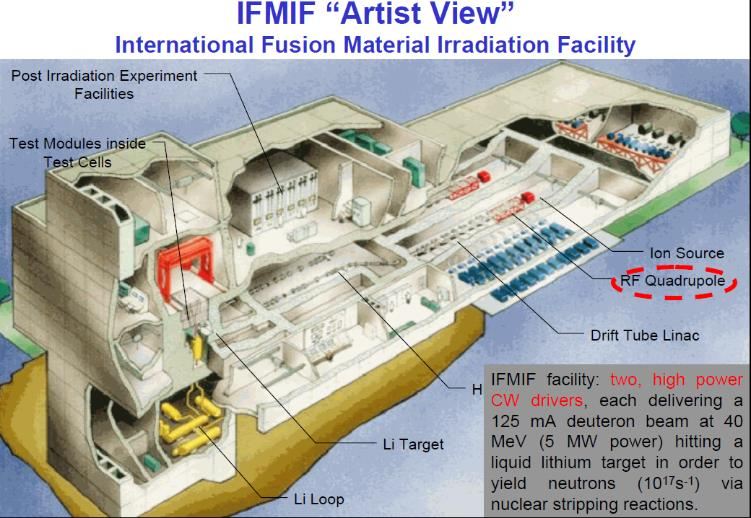 IFMIF “Artist View”
International Fusion Material Irradiation Facility
Post Irradiation Experiment
Facilities
Test Modules inside
Test Cells
Ion Source
RF Quadrupole
Drift Tube Linac
H
Li Target
Li Loop
IFMIF facility: two, high power
CW drivers, each delivering a
125 mA deuteron beam at 40
MeV (5 MW power) hitting a
liquid lithium target in order to
yield neutrons (10¹⁷s⁻¹) via
nuclear stripping reactions.